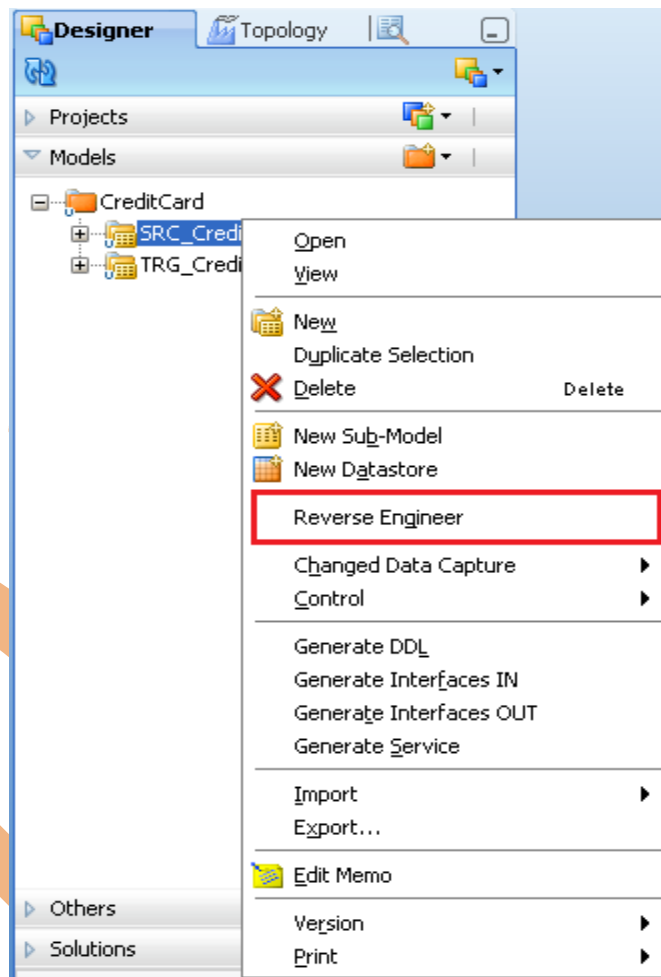 Designer Topology
Projects
Models
CreditCard
SRC_Credi
TRG_Credi
Open
View
New
Duplicate Selection
Delete Delete
New Sub-Model
New Datastore
Reverse Engineer
Changed Data Capture
Control
Generate DDL
Generate Interfaces IN
Generate Interfaces OUT
Generate Service
Import
Export...
Edit Memo
Version
Print
Others
Solutions